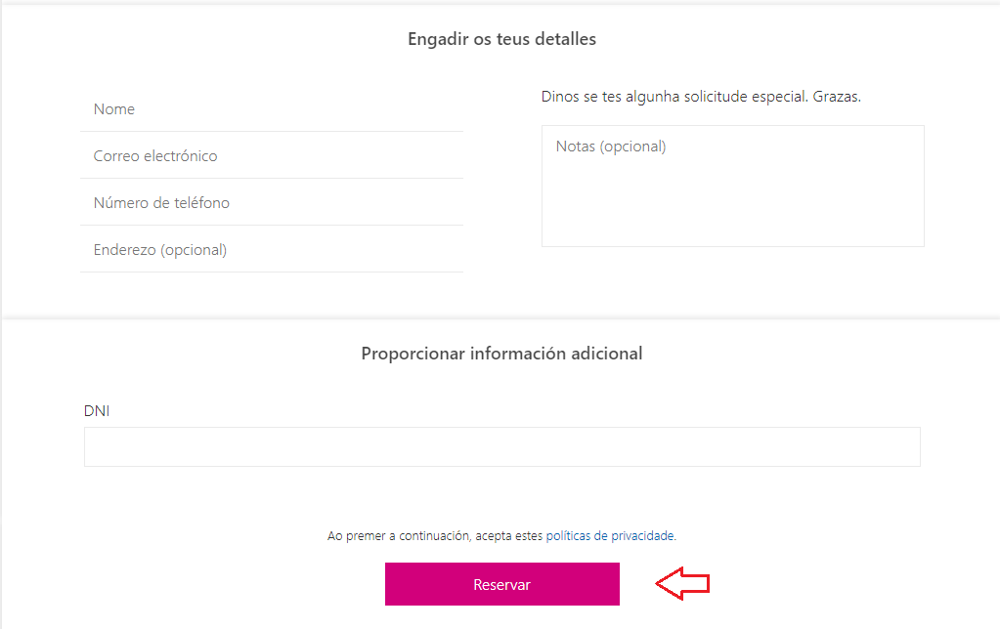 Engadir os teus detalles
Nome
Correo electrónico
Número de teléfono
Enderezo (opcional)
Dinos se tes algunha solicitude especial. Grazas.
Notas (opcional)
Proporcionar información adicional
DNI
Ao premer a continuación, acepta estes políticas de privacidade.
Reservar